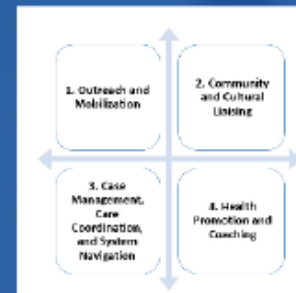 1. Outreach and
Mobilization
2. Community
and Cultural
Liaising
3. Case
Management,
Care
Coordination,
and System
Navigation
4. Health
Promotion and
Coaching